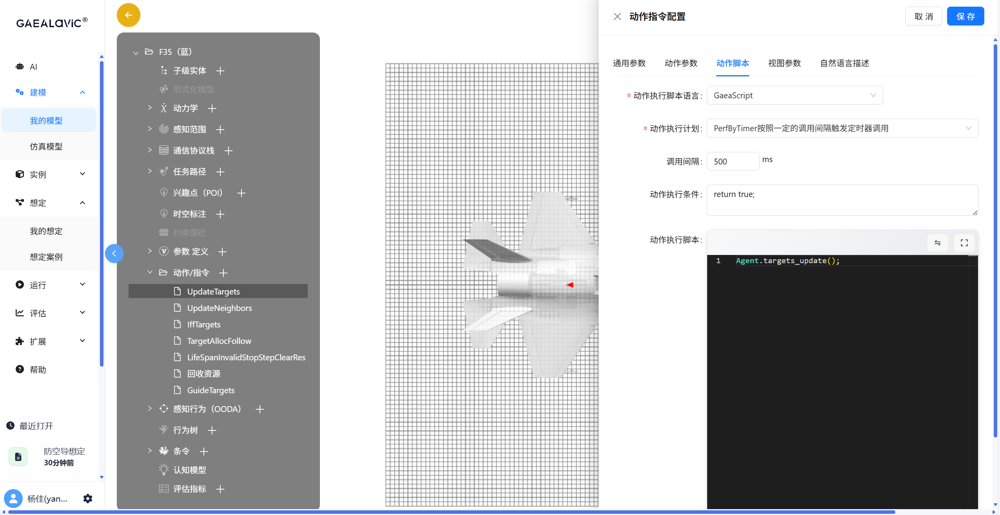 GAEALaViC®
AI
建模
我的模型
仿真模型
实例
想定
我的想定
想定案例
运行
评估
扩展
帮助
最近打开
防空导想定
30分钟前
杨佳(yan...
F35（蓝）
子级实体
形式化模型
动力学
感知范围
通信协议栈
任务路径
兴趣点（POI）
时空标注
约束围栏
参数 定义
动作/指令
UpdateTargets
UpdateNeighbors
IffTargets
TargetAllocFollow
LifeSpanInvalidStopStepClearRes
回收资源
GuideTargets
感知行为（OODA）
行为树
条令
认知模型
评估指标
动作指令配置
取 消
保 存
通用参数
动作参数
动作脚本
视图参数
自然语言描述
* 动作执行脚本语言: GaeaScript
* 动作执行计划: PerfByTimer按照一定的调用间隔触发定时器调用
调用间隔: 500 ms
动作执行条件: return true;
动作执行脚本:
1 Agent.targets_update();